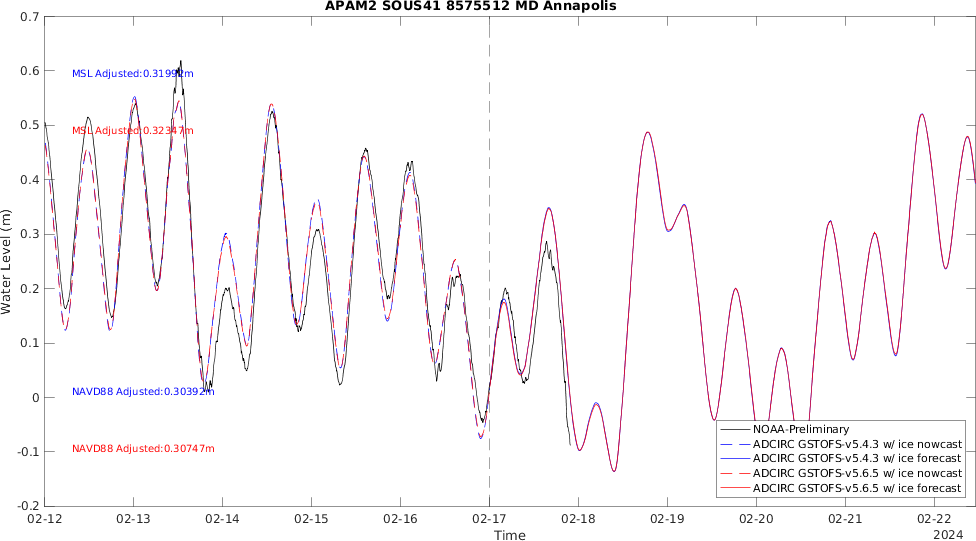 APAM2 SOUS41 8575512 MD Annapolis
0.7
0.6
0.5
0.4
0.3
0.2
0.1
0
-0.1
-0.2
Water Level (m)
MSL Adjusted:0.31992m
MSL Adjusted:0.32347m
NAVD88 Adjusted:0.30392m
NAVD88 Adjusted:0.30747m
NOAA-Preliminary
ADCIRC GSTOFS-v5.4.3 w/ ice nowcast
ADCIRC GSTOFS-v5.4.3 w/ ice forecast
ADCIRC GSTOFS-v5.6.5 w/ ice nowcast
ADCIRC GSTOFS-v5.6.5 w/ ice forecast
02-12 02-13 02-14 02-15 02-16 02-17 02-18 02-19 02-20 02-21 02-22
Time 2024